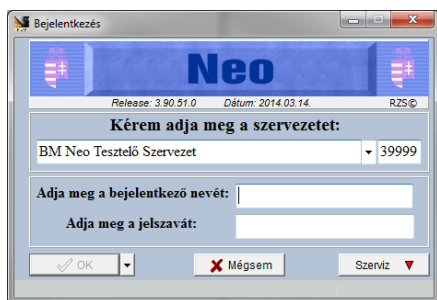 Bejelentkezés
Neo
Release: 3.90.51.0 Dátum: 2014.03.14. RZS©
Kérem adja meg a szervezetet:
BM Neo Tesztelő Szervezet 39999
Adja meg a bejelentkező nevét:
Adja meg a jelszavát:
OK Mégsem Szerviz